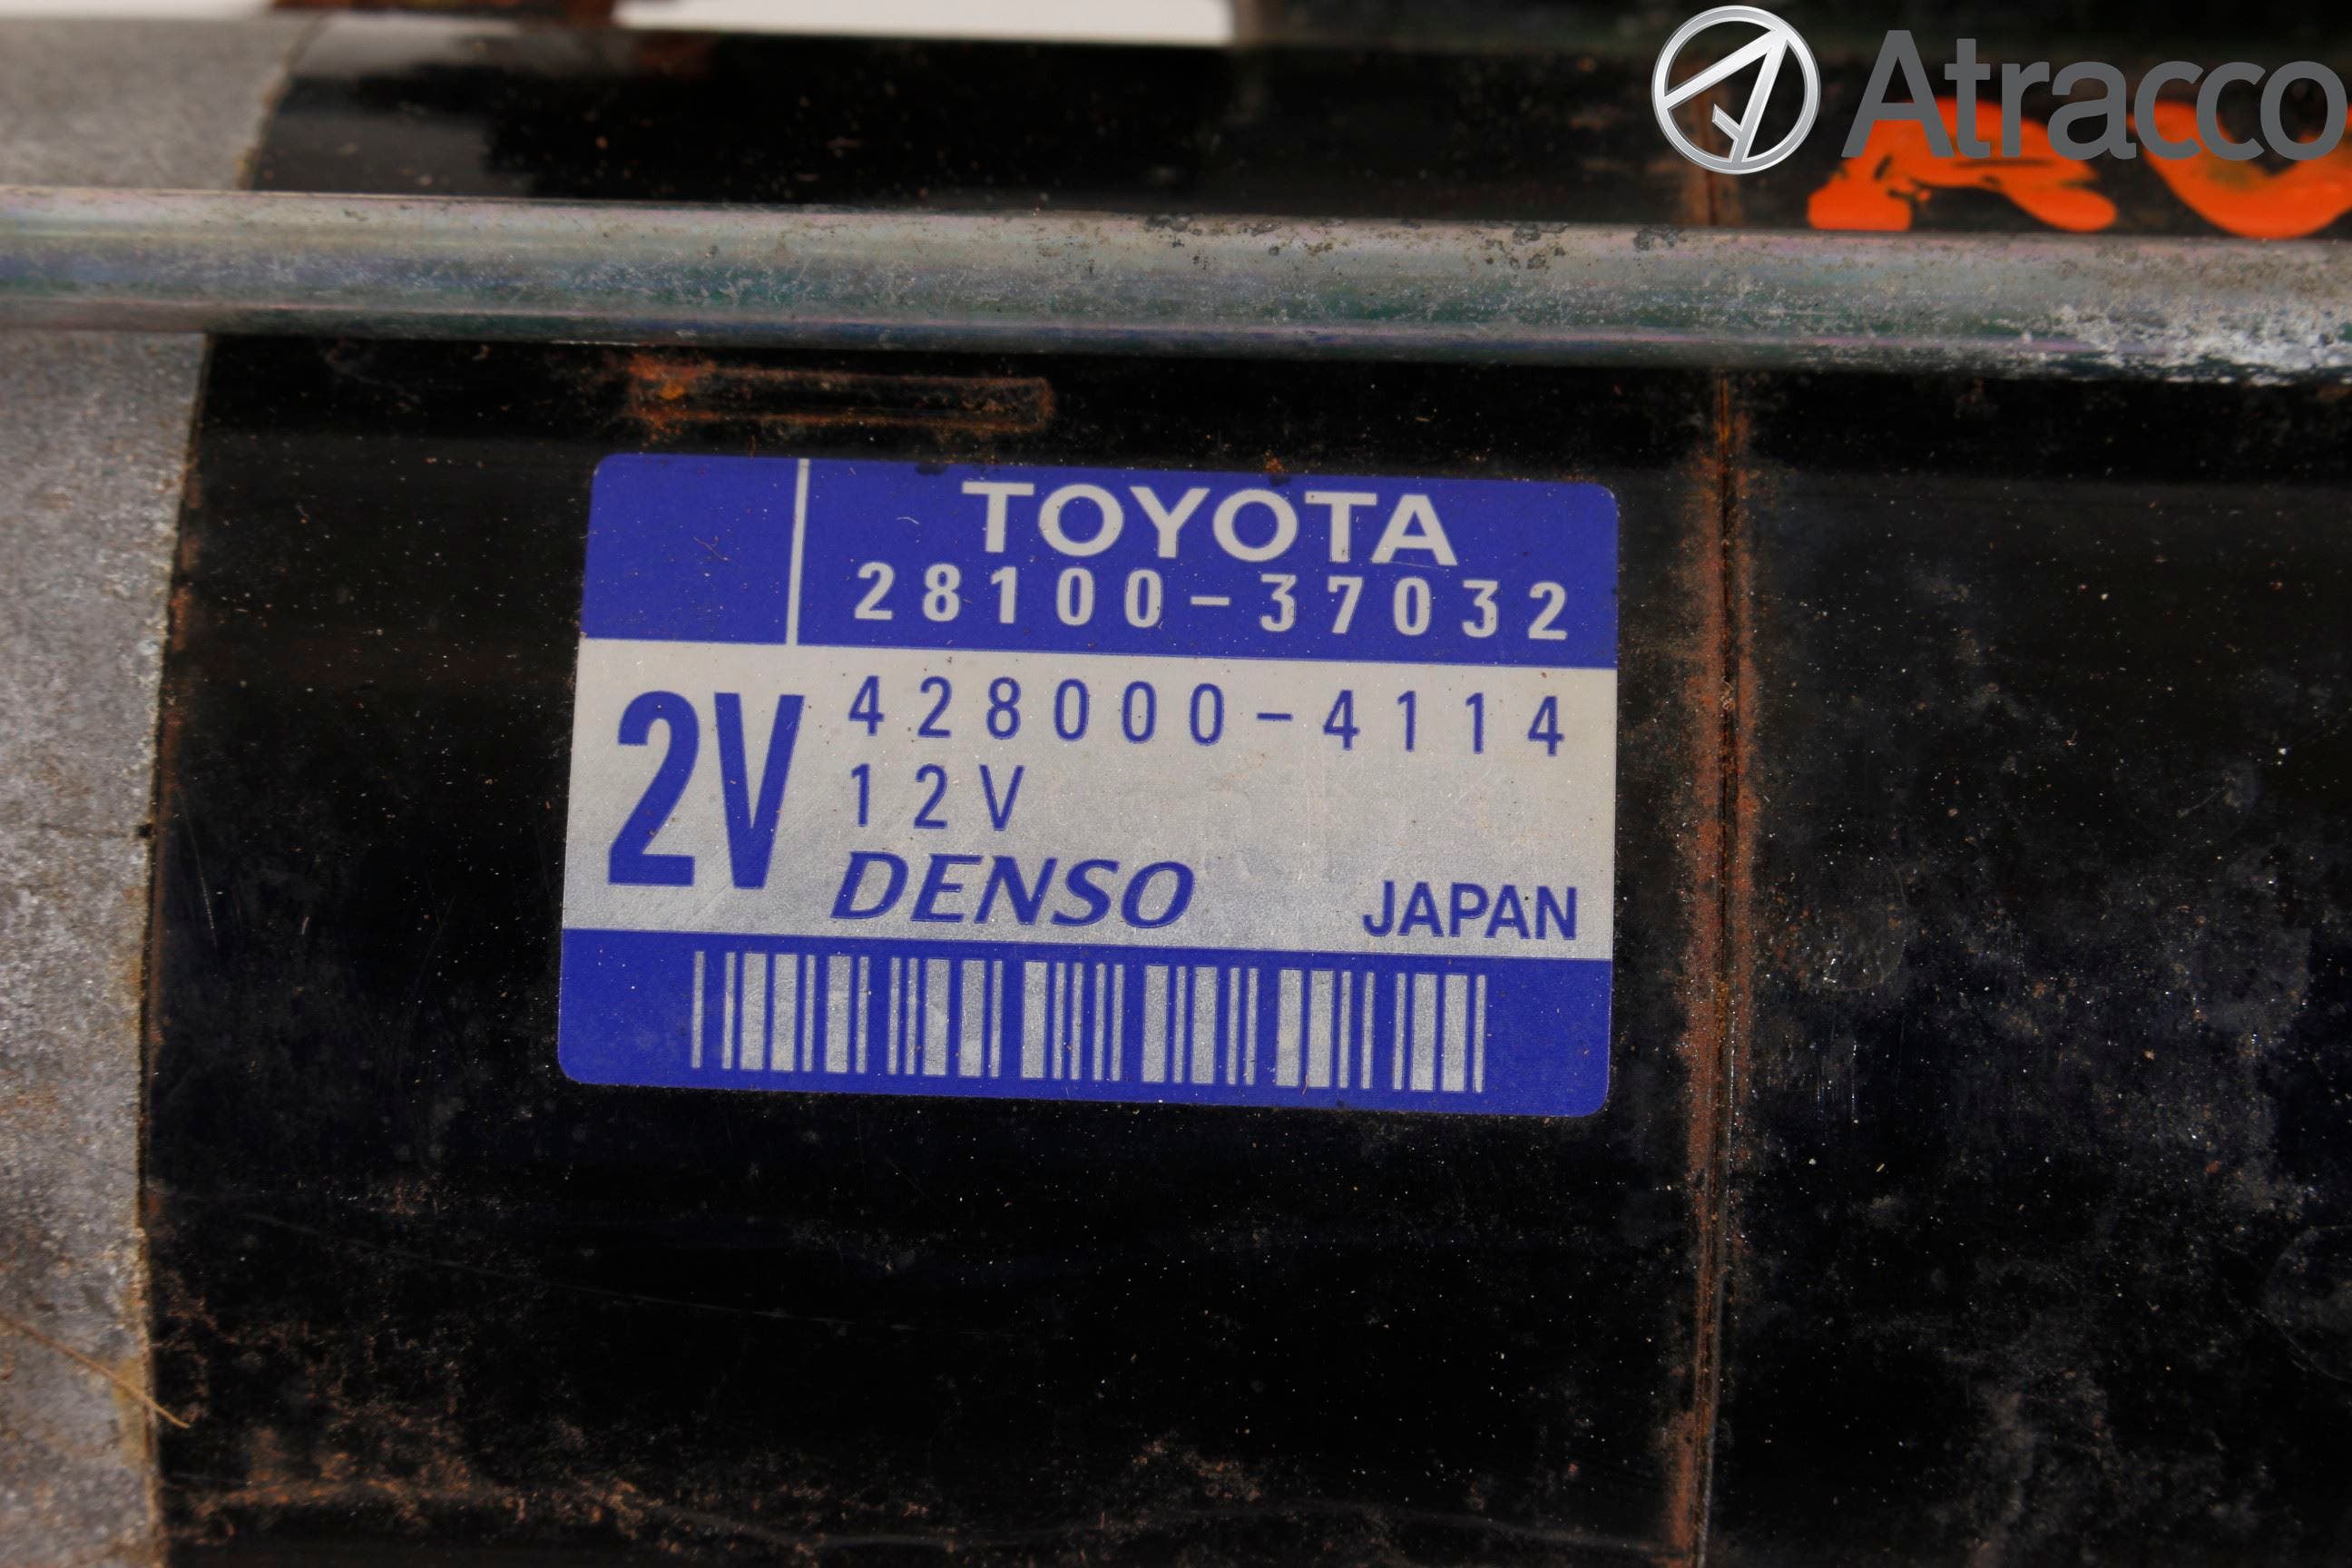 Atracco
TOYOTA
28100-37032
2V
428000-4114
12V
DENSO JAPAN